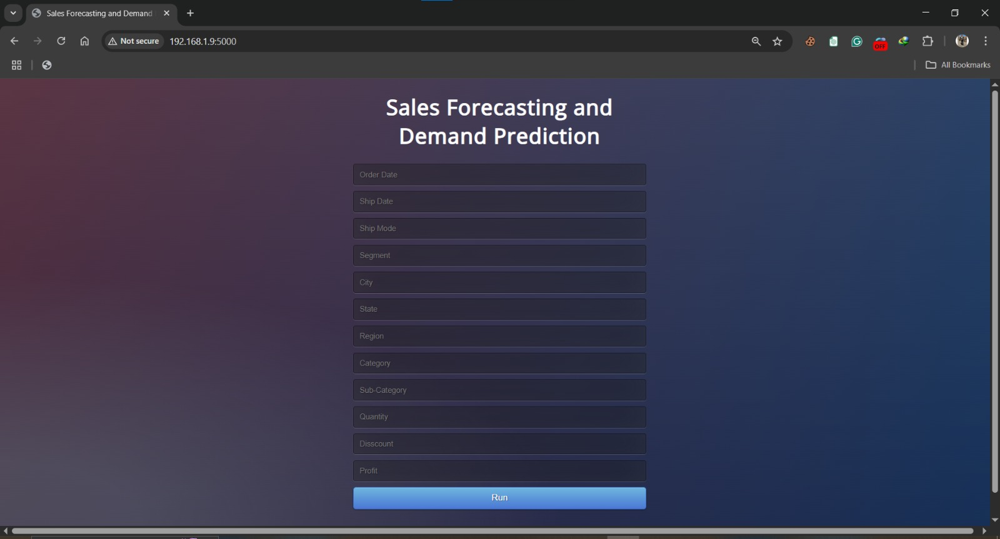 Sales Forecasting and Demand
Not secure
192.168.1.9:5000
OFF
All Bookmarks
Sales Forecasting and
Demand Prediction
Order Date
Ship Date
Ship Mode
Segment
City
State
Region
Category
Sub-Category
Quantity
Disscount
Profit
Run